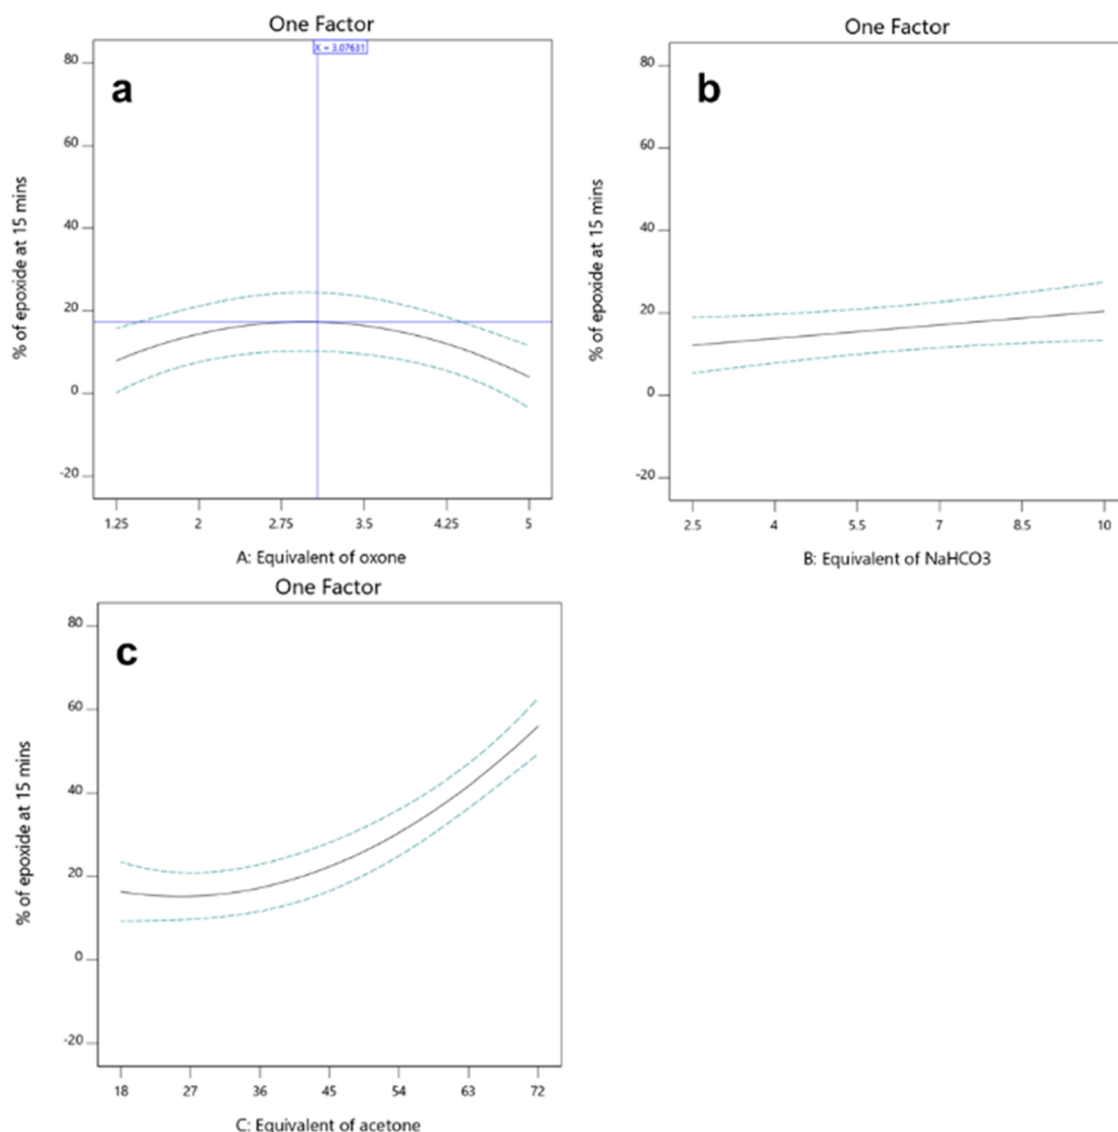 One Factor
X = 3.07631
a
80
60
40
20
0
-20
% of epoxide at 15 mins
1.25 2 2.75 3.5 4.25 5
A: Equivalent of oxone
One Factor
b
80
60
40
20
0
-20
% of epoxide at 15 mins
2.5 4 5.5 7 8.5 10
B: Equivalent of NaHCO3
One Factor
c
80
60
40
20
0
-20
% of epoxide at 15 mins
18 27 36 45 54 63 72
C: Equivalent of acetone